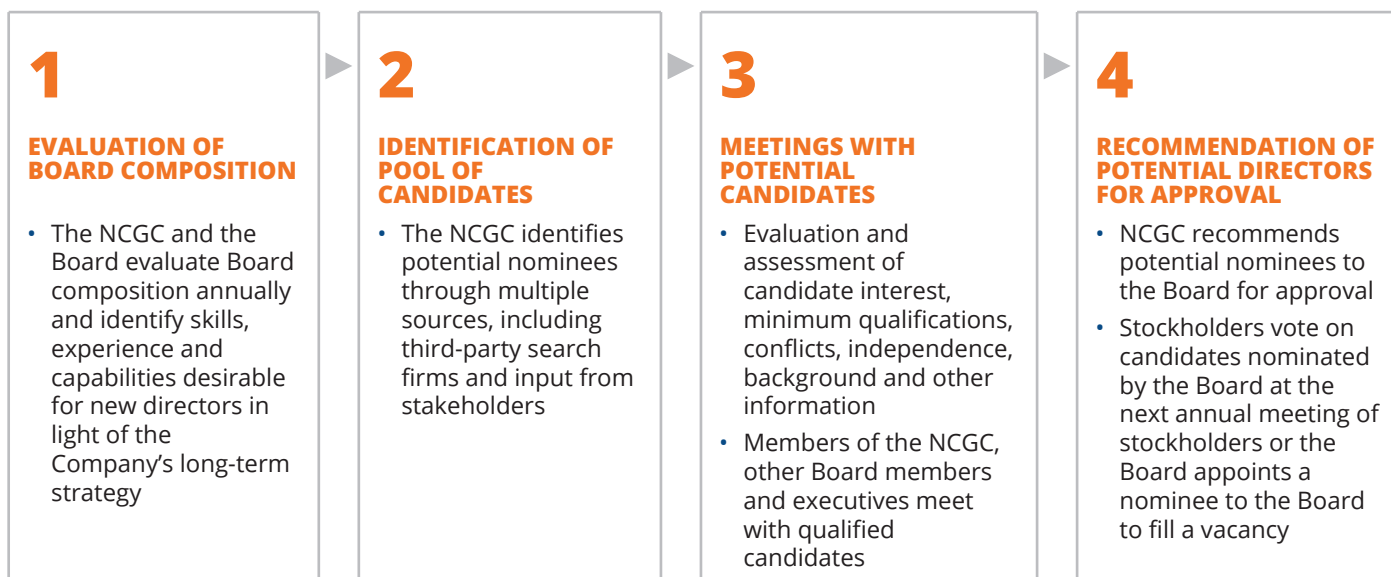 1
EVALUATION OF
BOARD COMPOSITION
• The NCGC and the
Board evaluate Board
composition annually
and identify skills,
experience and
capabilities desirable
for new directors in
light of the
Company’s long-term
strategy
2
IDENTIFICATION OF
POOL OF
CANDIDATES
• The NCGC identifies
potential nominees
through multiple
sources, including
third-party search
firms and input from
stakeholders
3
MEETINGS WITH
POTENTIAL
CANDIDATES
• Evaluation and
assessment of
candidate interest,
minimum qualifications,
conflicts, independence,
background and other
information
• Members of the NCGC,
other Board members
and executives meet
with qualified
candidates
4
RECOMMENDATION OF
POTENTIAL DIRECTORS
FOR APPROVAL
• NCGC recommends
potential nominees to
the Board for approval
• Stockholders vote on
candidates nominated
by the Board at the
next annual meeting of
stockholders or the
Board appoints a
nominee to the Board
to fill a vacancy